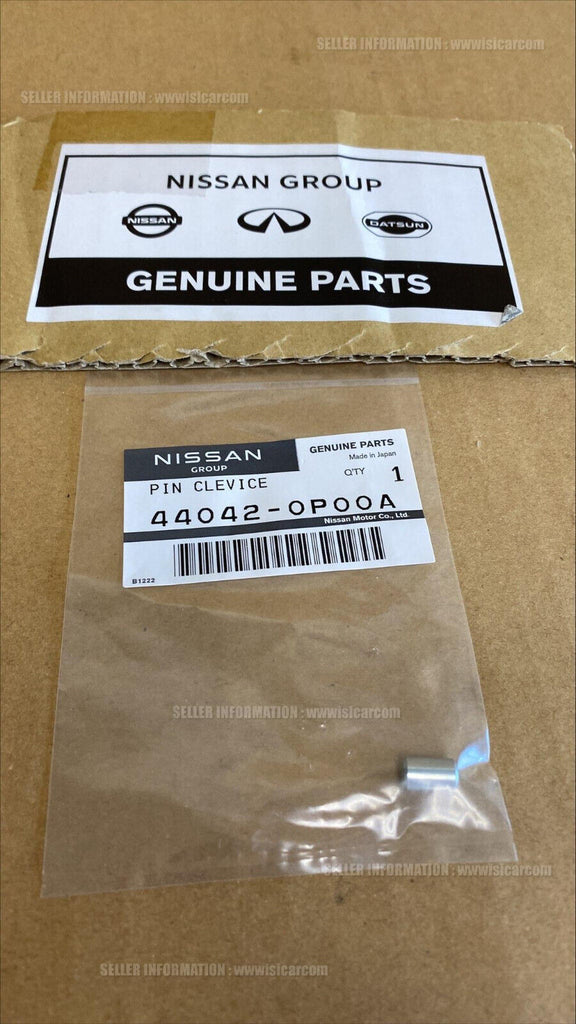 SELLER INFORMATION : wwwisicarcom
SELLER INFORMATION : wwwisicarcom
NISSAN GROUP
NISSAN
DATSUN
GENUINE PARTS
NISSAN
GROUP
GENUINE PARTS
Made in Japan
PIN CLEVICE
Q'TY 1
44042-0P00A
Nissan Motor Co., Ltd.
B1222
SELLER INFORMATION : wwwisicarcom
SELLER INFORMATION : wwwisicarcom
SELLER INFORMATION : wwwisicarcom